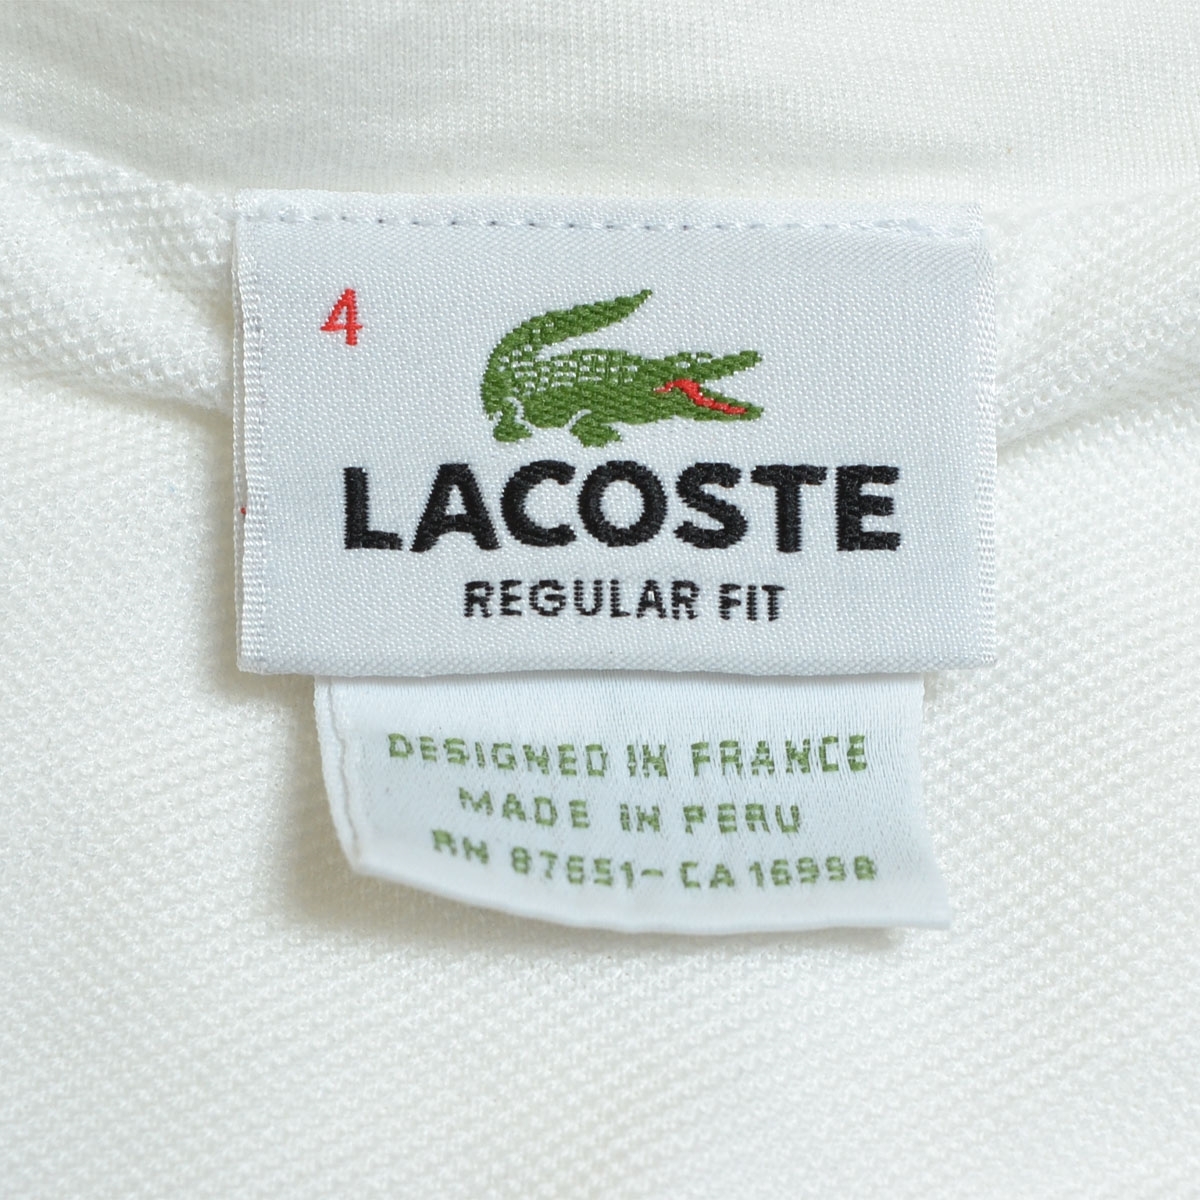 4
LACOSTE
REGULAR FIT
DESIGNED IN FRANCE
MADE IN PERU
RN 87651-CA 16998